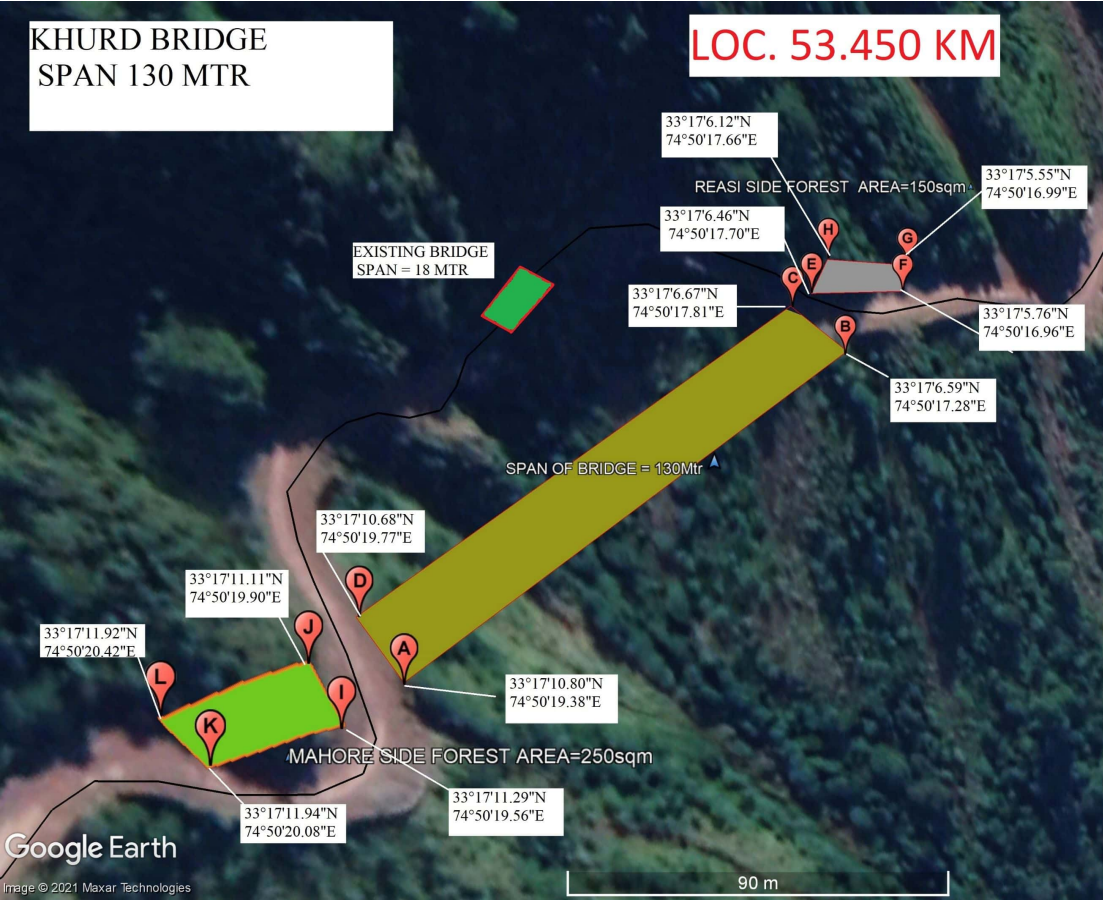 KHURD BRIDGE
SPAN 130 MTR
LOC. 53.450 KM
33°17'6.12"N
74°50'17.66"E
33°17'5.55"N
74°50'16.99"E
REASI SIDE FOREST AREA=150sqm
33°17'6.46"N
74°50'17.70"E
H
G
EXISTING BRIDGE
SPAN = 18 MTR
E
F
C
33°17'6.67"N
74°50'17.81"E
33°17'5.76"N
74°50'16.96"E
B
33°17'6.59"N
74°50'17.28"E
SPAN OF BRIDGE = 130Mtr
33°17'10.68"N
74°50'19.77"E
D
33°17'11.11"N
74°50'19.90"E
J
33°17'11.92"N
74°50'20.42"E
A
L
I
33°17'10.80"N
74°50'19.38"E
K
MAHORE SIDE FOREST AREA=250sqm
33°17'11.29"N
74°50'19.56"E
33°17'11.94"N
74°50'20.08"E
Google Earth
90 m
Image © 2021 Maxar Technologies